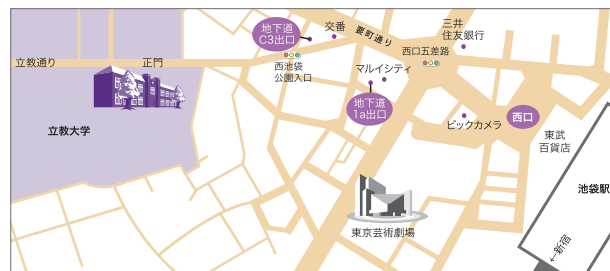 地下道
C3出口
交番
要町通り
三井
住友銀行
西口五差路
立教通り
正門
西池袋
公園入口
マルイシティ
地下道
1a出口
ビックカメラ
西口
東武
百貨店
立教大学
池袋駅
東京芸術劇場
←新宿